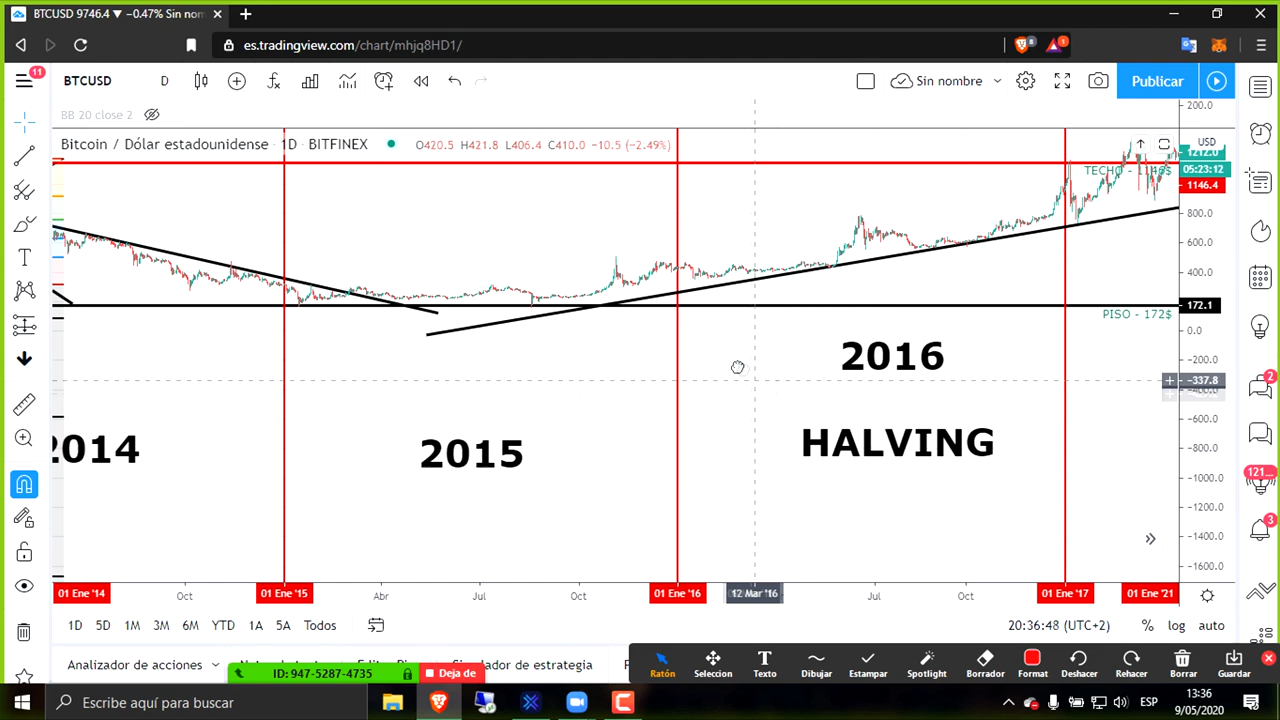 BTCUSD 9746.4 ▼ −0.47% Sin nom
es.tradingview.com/chart/mhjq8HD1/
8
1
11
BTCUSD
D
Sin nombre
Publicar
BB 20 close 2
200.0
Bitcoin / Dólar estadounidense 1D BITFINEX
O420.5 H421.8 L406.4 C410.0 −10.5 (−2.49%)
USD
1212.0
05:23:12
TECHO - 1146$
1146.4
800.0
600.0
400.0
172.1
PISO - 172$
0.0
−200.0
−337.8
−600.0
−800.0
−1000.0
−1200.0
−1400.0
−1600.0
2016
HALVING
2015
2014
2
121...
3
01 Ene '14
Oct
01 Ene '15
Abr
Jul
Oct
01 Ene '16
12 Mar '16
Jul
Oct
01 Ene '17
01 Ene '21
1D 5D 1M 3M 6M YTD 1A 5A Todos
20:36:48 (UTC+2)
% log auto
Analizador de acciones
ID: 947-5287-4735
Deja de
de estrategia
Ratón
Seleccion
Texto
Dibujar
Estampar
Spotlight
Borrador
Format
Deshacer
Rehacer
Borrar
Guardar
Escribe aquí para buscar
ESP
13:36
9/05/2020